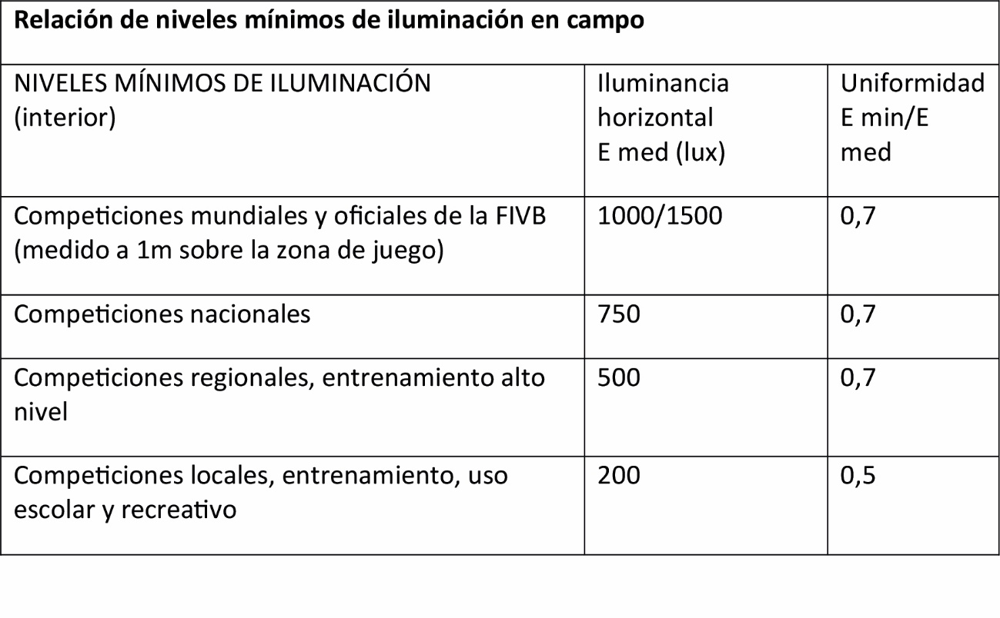 Relación de niveles mínimos de iluminación en campo
NIVELES MÍNIMOS DE ILUMINACIÓN
(interior)
Iluminancia
horizontal
E med (lux)
Uniformidad
E min/E
med
Competiciones mundiales y oficiales de la FIVB
(medido a 1m sobre la zona de juego)
1000/1500
0,7
Competiciones nacionales
750
0,7
Competiciones regionales, entrenamiento alto
nivel
500
0,7
Competiciones locales, entrenamiento, uso
escolar y recreativo
200
0,5